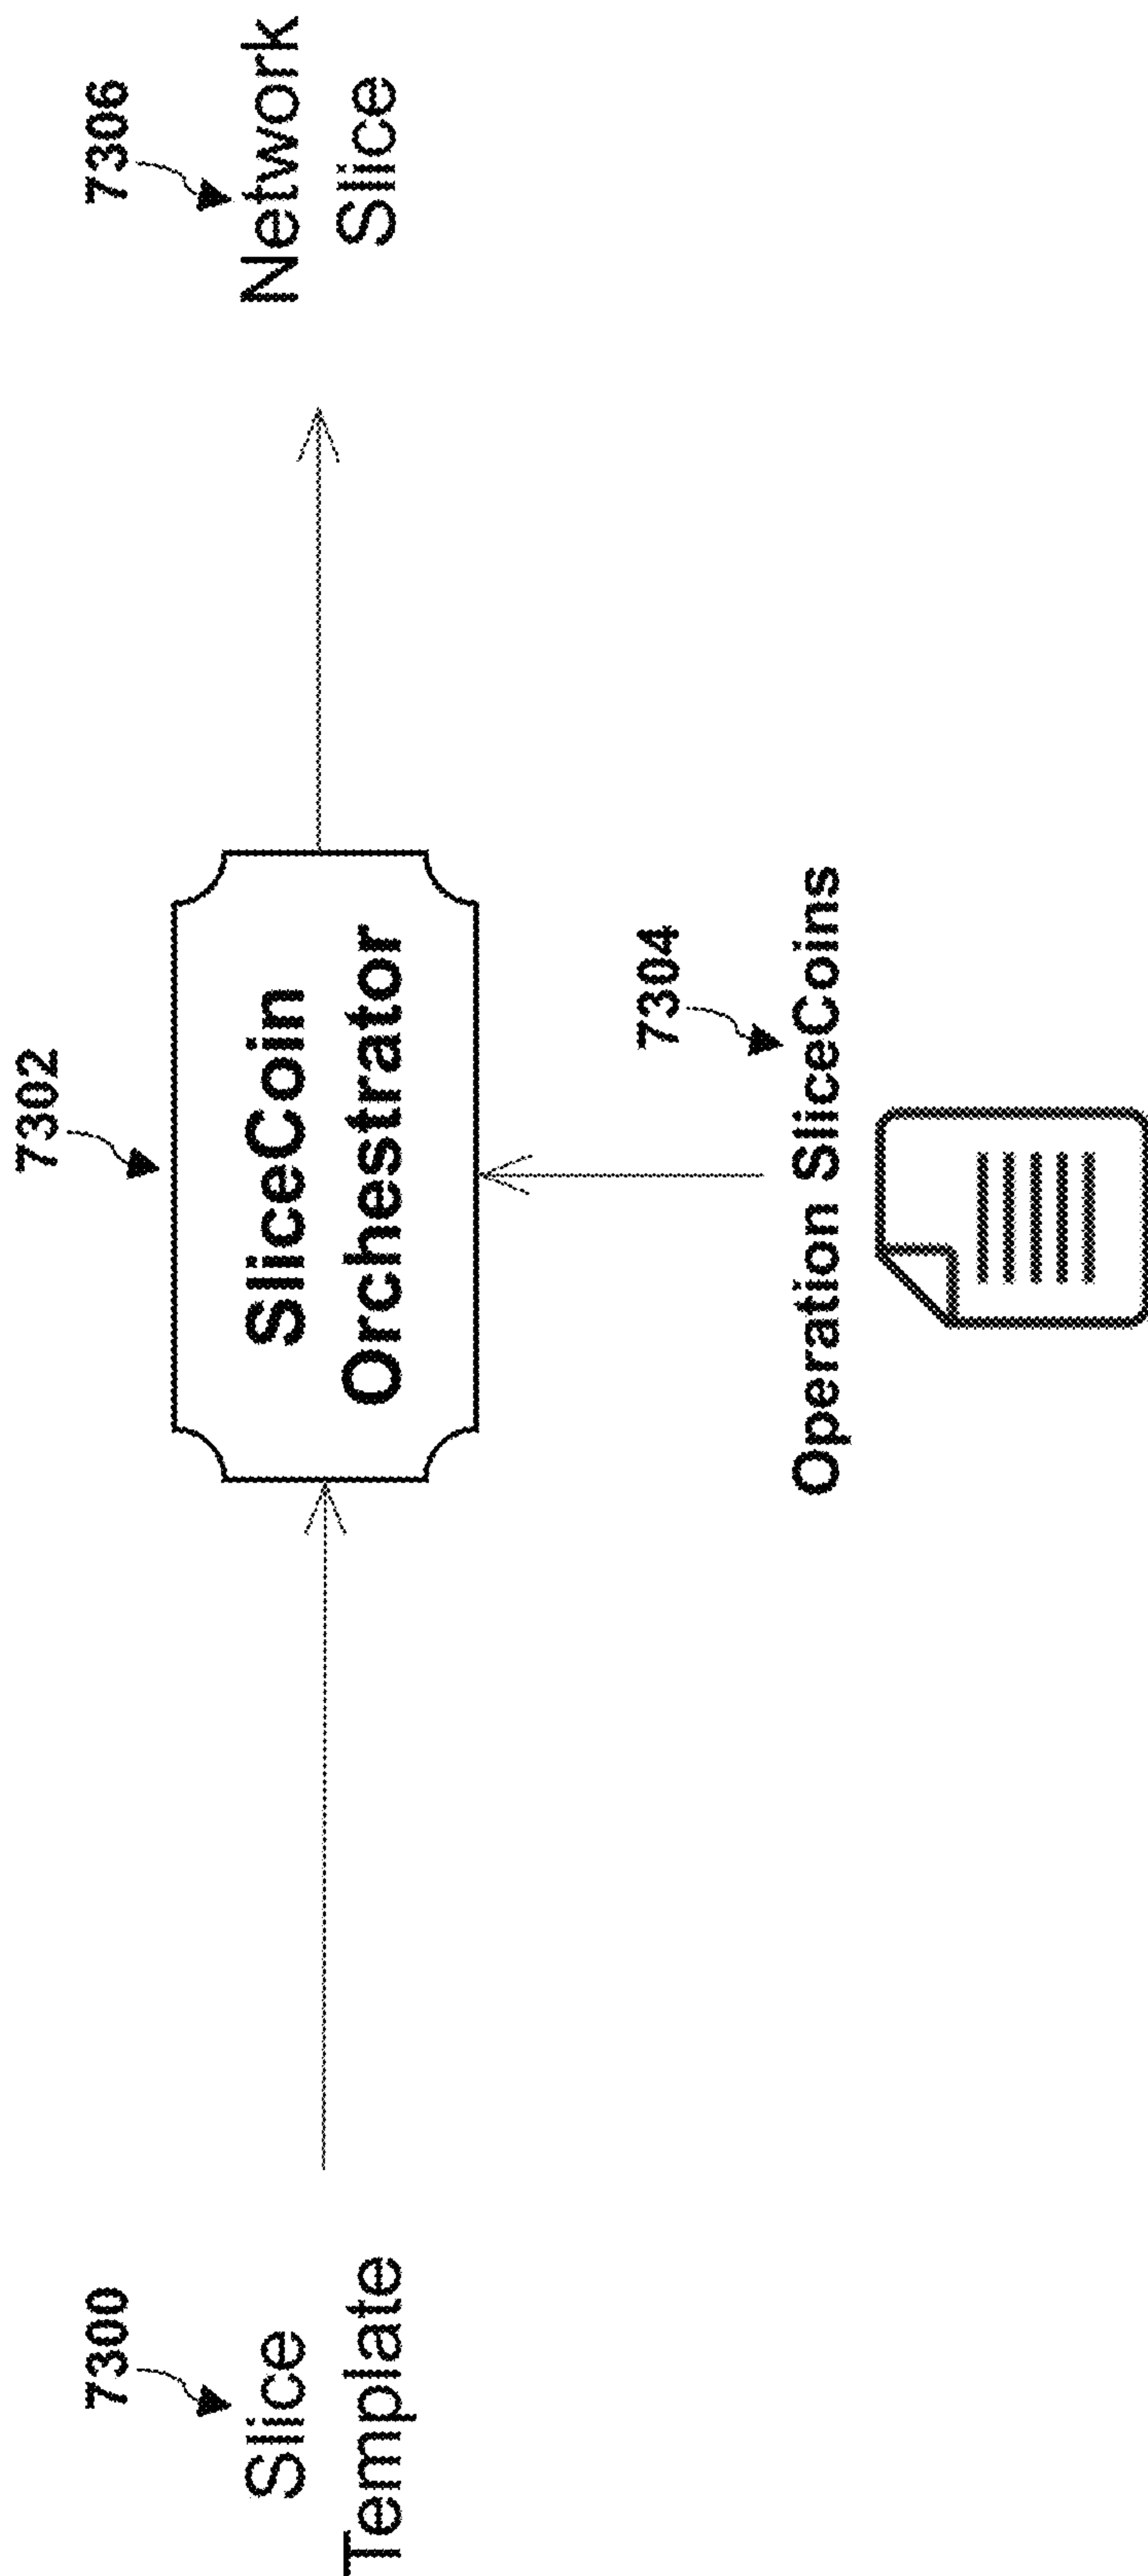 7300
Slice
Template
7302
SliceCoin
Orchestrator
7304
Operation SliceCoins
7306
Network
Slice